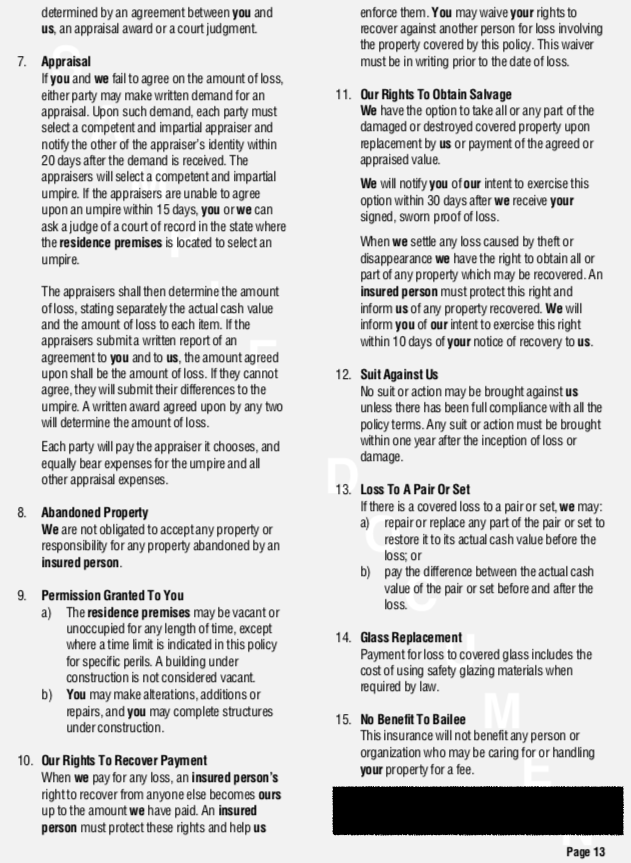 determined by an agreement between you and
us, an appraisal award or a court judgment.
7. Appraisal
If you and we fail to agree on the amount of loss,
either party may make written demand for an
appraisal. Upon such demand, each party must
select a competent and impartial appraiser and
notify the other of the appraiser's identity within
20 days after the demand is received. The
appraisers will select a competent and impartial
umpire. If the appraisers are unable to agree
upon an umpire within 15 days, you or we can
ask a judge of a court of record in the state where
the residence premises is located to select an
umpire.
The appraisers shall then determine the amount
of loss, stating separately the actual cash value
and the amount of loss to each item. If the
appraisers submit a written report of an
agreement to you and to us, the amount agreed
upon shall be the amount of loss. If they cannot
agree, they will submit their differences to the
umpire. A written award agreed upon by any two
will determine the amount of loss.
Each party will pay the appraiser it chooses, and
equally bear expenses for the umpire and all
other appraisal expenses.
8. Abandoned Property
We are not obligated to accept any property or
responsibility for any property abandoned by an
insured person.
9. Permission Granted To You
a) The residence premises may be vacant or
unoccupied for any length of time, except
where a time limit is indicated in this policy
for specific perils. A building under
construction is not considered vacant.
b) You may make alterations, additions or
repairs, and you may complete structures
under construction.
10. Our Rights To Recover Payment
When we pay for any loss, an insured person's
right to recover from anyone else becomes ours
up to the amount we have paid. An insured
person must protect these rights and help us
enforce them. You may waive your rights to
recover against another person for loss involving
the property covered by this policy. This waiver
must be in writing prior to the date of loss.
11. Our Rights To Obtain Salvage
We have the option to take all or any part of the
damaged or destroyed covered property upon
replacement by us or payment of the agreed or
appraised value.
We will notify you of our intent to exercise this
option within 30 days after we receive your
signed, sworn proof of loss.
When we settle any loss caused by theft or
disappearance we have the right to obtain all or
part of any property which may be recovered. An
insured person must protect this right and
inform us of any property recovered. We will
inform you of our intent to exercise this right
within 10 days of your notice of recovery to us.
12. Suit Against Us
No suit or action may be brought against us
unless there has been full compliance with all the
policy terms. Any suit or action must be brought
within one year after the inception of loss or
damage.
13. Loss To A Pair Or Set
If there is a covered loss to a pair or set, we may:
a) repair or replace any part of the pair or set to
restore it to its actual cash value before the
loss; or
b) pay the difference between the actual cash
value of the pair or set before and after the
loss.
14. Glass Replacement
Payment for loss to covered glass includes the
cost of using safety glazing materials when
required by law.
15. No Benefit To Bailee
This insurance will not benefit any person or
organization who may be caring for or handling
your property for a fee.
Page 13